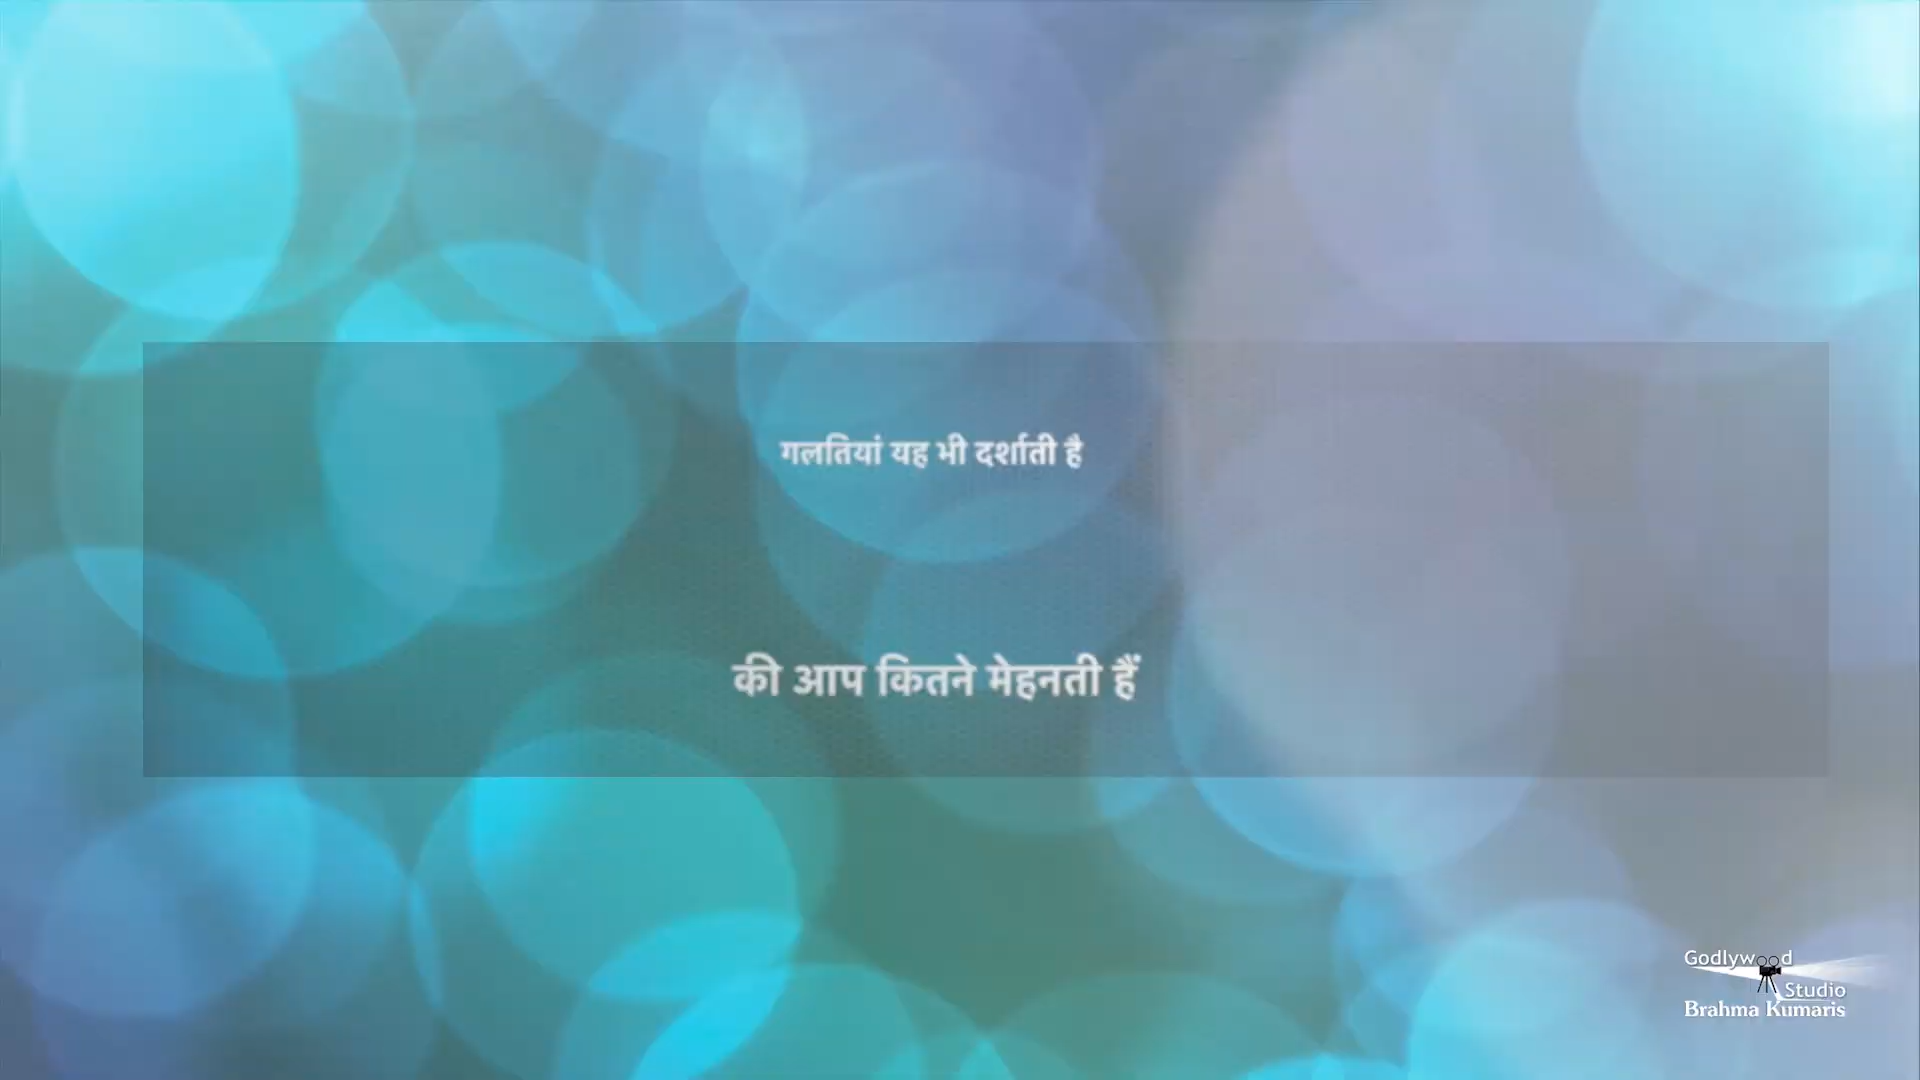 गलतियां यह भी दर्शाती है
की आप कितने मेहनती हैं
Godlywood
Studio
Brahma Kumaris